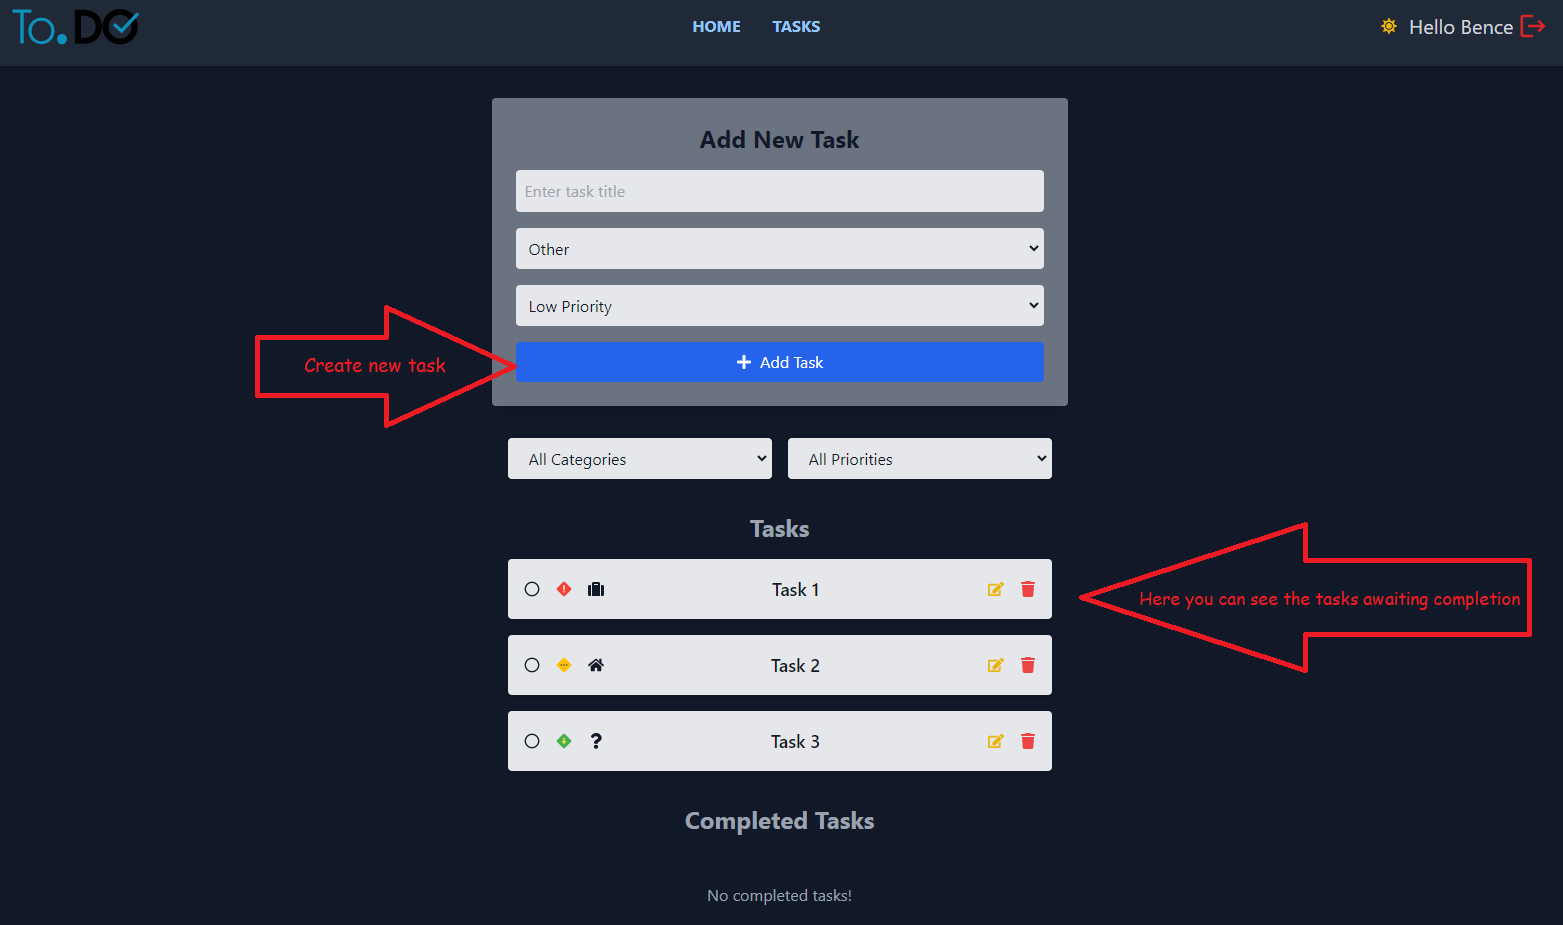 To.DO
HOME TASKS
Hello Bence
Add New Task
Enter task title
Other
Low Priority
Create new task
Add Task
All Categories
All Priorities
Tasks
Task 1
Here you can see the tasks awaiting completion
Task 2
Task 3
Completed Tasks
No completed tasks!